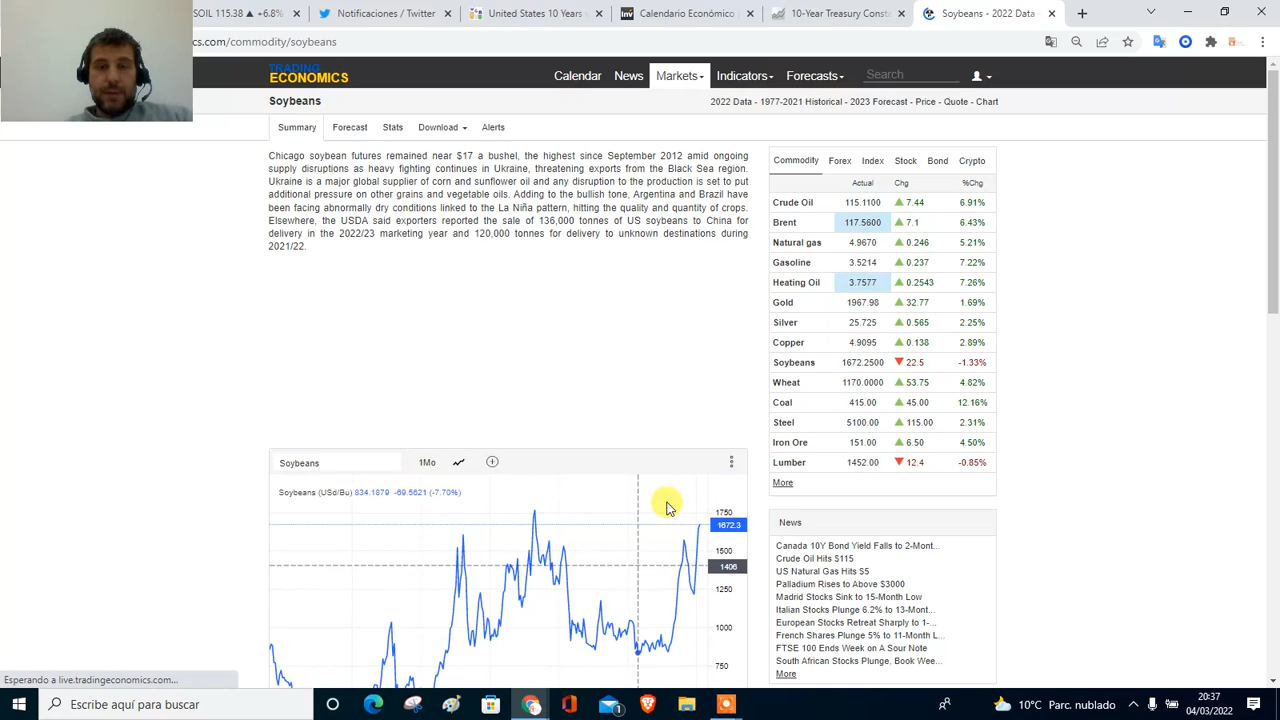 SOIL 115.38 ▲ +6.8%
Notificaciones / Twitter
United States 10 Years v
Calendario Económico
10-Year Treasury Consta
Soybeans - 2022 Data
cs.com/commodity/soybeans
TRADING
ECONOMICS
Calendar
News
Markets
Indicators
Forecasts
Search
Soybeans
2022 Data - 1977-2021 Historical - 2023 Forecast - Price - Quote - Chart
Summary
Forecast
Stats
Download
Alerts
Chicago soybean futures remained near $17 a bushel, the highest since September 2012 amid ongoing
supply disruptions as heavy fighting continues in Ukraine, threatening exports from the Black Sea region.
Ukraine is a major global supplier of corn and sunflower oil and any disruption to the production is set to put
additional pressure on other grains and vegetable oils. Adding to the bullish tone, Argentina and Brazil have
been facing abnormally dry conditions linked to the La Niña pattern, hitting the quality and quantity of crops.
Elsewhere, the USDA said exporters reported the sale of 136,000 tonnes of US soybeans to China for
delivery in the 2022/23 marketing year and 120,000 tonnes for delivery to unknown destinations during
2021/22.
Commodity Forex Index Stock Bond Crypto
Actual Chg %Chg
Crude Oil 115.1100 7.44 6.91%
Brent 117.5600 7.1 6.43%
Natural gas 4.9670 0.246 5.21%
Gasoline 3.5214 0.237 7.22%
Heating Oil 3.7577 0.2543 7.26%
Gold 1967.98 32.77 1.69%
Silver 25.725 0.565 2.25%
Copper 4.9095 0.138 2.89%
Soybeans 1672.2500 22.5 -1.33%
Wheat 1170.0000 53.75 4.82%
Coal 415.00 45.00 12.16%
Steel 5100.00 115.00 2.31%
Iron Ore 151.00 6.50 4.50%
Lumber 1452.00 12.4 -0.85%
More
Soybeans
1Mo
Soybeans (USd/Bu) 834.1879 -69.5621 (-7.70%)
1750
1672.3
1500
1406
1250
1000
750
News
Canada 10Y Bond Yield Falls to 2-Mont...
Crude Oil Hits $115
US Natural Gas Hits $5
Palladium Rises to Above $3000
Madrid Stocks Sink to 15-Month Low
Italian Stocks Plunge 6.2% to 13-Mont...
European Stocks Retreat Sharply to 1-...
French Shares Plunge 5% to 11-Month L...
FTSE 100 Ends Week on A Sour Note
South African Stocks Plunge, Book Wee...
More
Esperando a live.tradingeconomics.com...
Escribe aquí para buscar
1
10°C Parc. nublado
20:37
04/03/2022